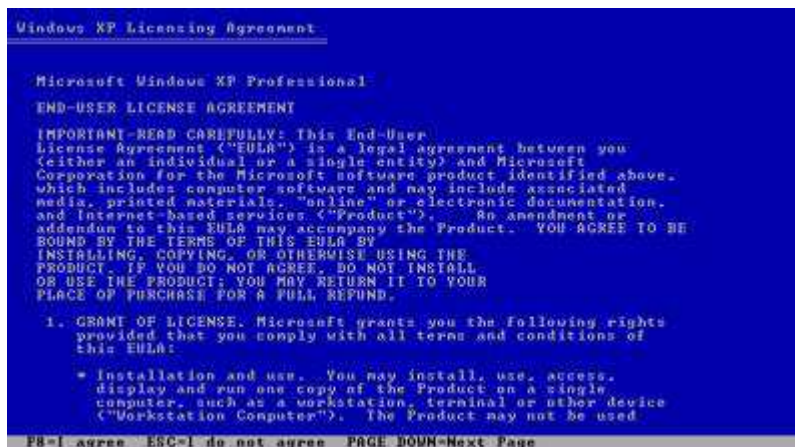 Windows XP Licensing Agreement
Microsoft Windows XP Professional
END-USER LICENSE AGREEMENT
IMPORTANT-READ CAREFULLY: This End-User
License Agreement ("EULA") is a legal agreement between you
(either an individual or a single entity) and Microsoft
Corporation for the Microsoft software product identified above,
which includes computer software and may include associated
media, printed materials, "online" or electronic documentation,
and Internet-based services ("Product"). An amendment or
addendum to this EULA may accompany the Product. YOU AGREE TO BE
BOUND BY THE TERMS OF THIS EULA BY
INSTALLING, COPYING, OR OTHERWISE USING THE
PRODUCT. IF YOU DO NOT AGREE, DO NOT INSTALL
OR USE THE PRODUCT; YOU MAY RETURN IT TO YOUR
PLACE OF PURCHASE FOR A FULL REFUND.
1. GRANT OF LICENSE. Microsoft grants you the following rights
provided that you comply with all terms and conditions of
this EULA:
* Installation and use. You may install, use, access,
display and run one copy of the Product on a single
computer, such as a workstation, terminal or other device
("Workstation Computer"). The Product may not be used
F8=I agree ESC=I do not agree PAGE DOWN=Next Page